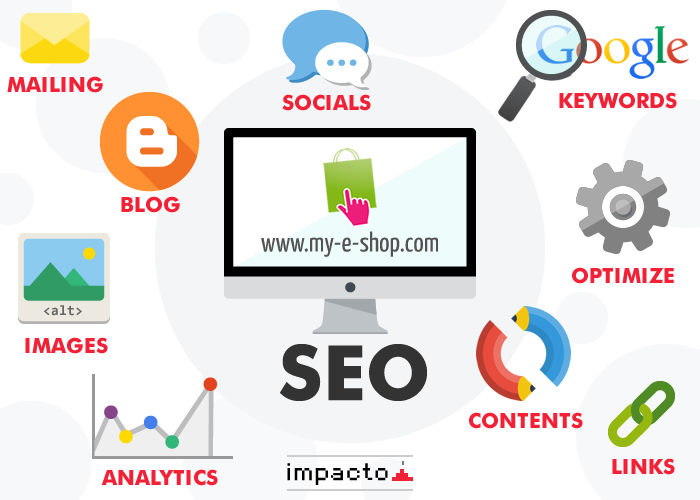 MAILING
SOCIALS
Google
KEYWORDS
BLOG
www.my-e-shop.com
OPTIMIZE
<alt>
IMAGES
SEO
CONTENTS
ANALYTICS
LINKS
impacto